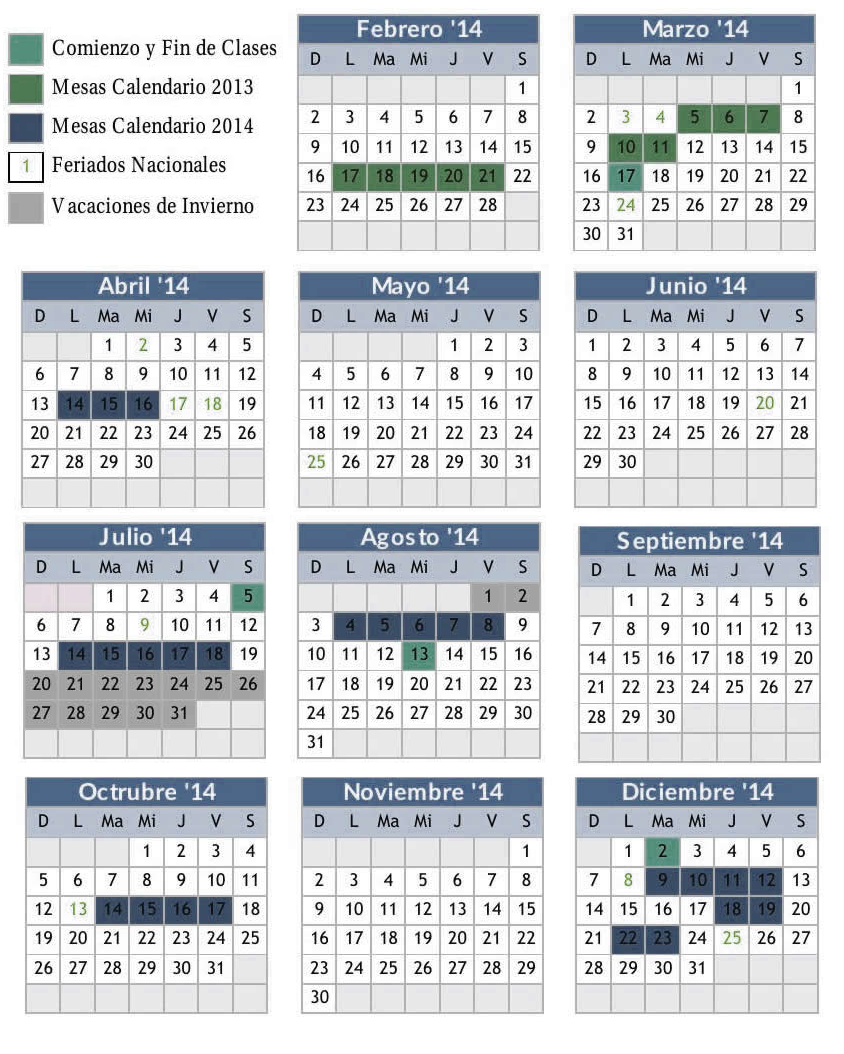 Comienzo y Fin de Clases
Mesas Calendario 2013
Mesas Calendario 2014
1 Feriados Nacionales
Vacaciones de Invierno
Febrero '14
D L Ma Mi J V S
1
2 3 4 5 6 7 8
9 10 11 12 13 14 15
16 17 18 19 20 21 22
23 24 25 26 27 28
Marzo '14
D L Ma Mi J V S
1
2 3 4 5 6 7 8
9 10 11 12 13 14 15
16 17 18 19 20 21 22
23 24 25 26 27 28 29
30 31
Abril '14
D L Ma Mi J V S
1 2 3 4 5
6 7 8 9 10 11 12
13 14 15 16 17 18 19
20 21 22 23 24 25 26
27 28 29 30
Mayo '14
D L Ma Mi J V S
1 2 3
4 5 6 7 8 9 10
11 12 13 14 15 16 17
18 19 20 21 22 23 24
25 26 27 28 29 30 31
Junio '14
D L Ma Mi J V S
1 2 3 4 5 6 7
8 9 10 11 12 13 14
15 16 17 18 19 20 21
22 23 24 25 26 27 28
29 30
Julio '14
D L Ma Mi J V S
1 2 3 4 5
6 7 8 9 10 11 12
13 14 15 16 17 18 19
20 21 22 23 24 25 26
27 28 29 30 31
Agosto '14
D L Ma Mi J V S
1 2
3 4 5 6 7 8 9
10 11 12 13 14 15 16
17 18 19 20 21 22 23
24 25 26 27 28 29 30
31
Septiembre '14
D L Ma Mi J V S
1 2 3 4 5 6
7 8 9 10 11 12 13
14 15 16 17 18 19 20
21 22 23 24 25 26 27
28 29 30
Octrubre '14
D L Ma Mi J V S
1 2 3 4
5 6 7 8 9 10 11
12 13 14 15 16 17 18
19 20 21 22 23 24 25
26 27 28 29 30 31
Noviembre '14
D L Ma Mi J V S
1
2 3 4 5 6 7 8
9 10 11 12 13 14 15
16 17 18 19 20 21 22
23 24 25 26 27 28 29
30
Diciembre '14
D L Ma Mi J V S
1 2 3 4 5 6
7 8 9 10 11 12 13
14 15 16 17 18 19 20
21 22 23 24 25 26 27
28 29 30 31